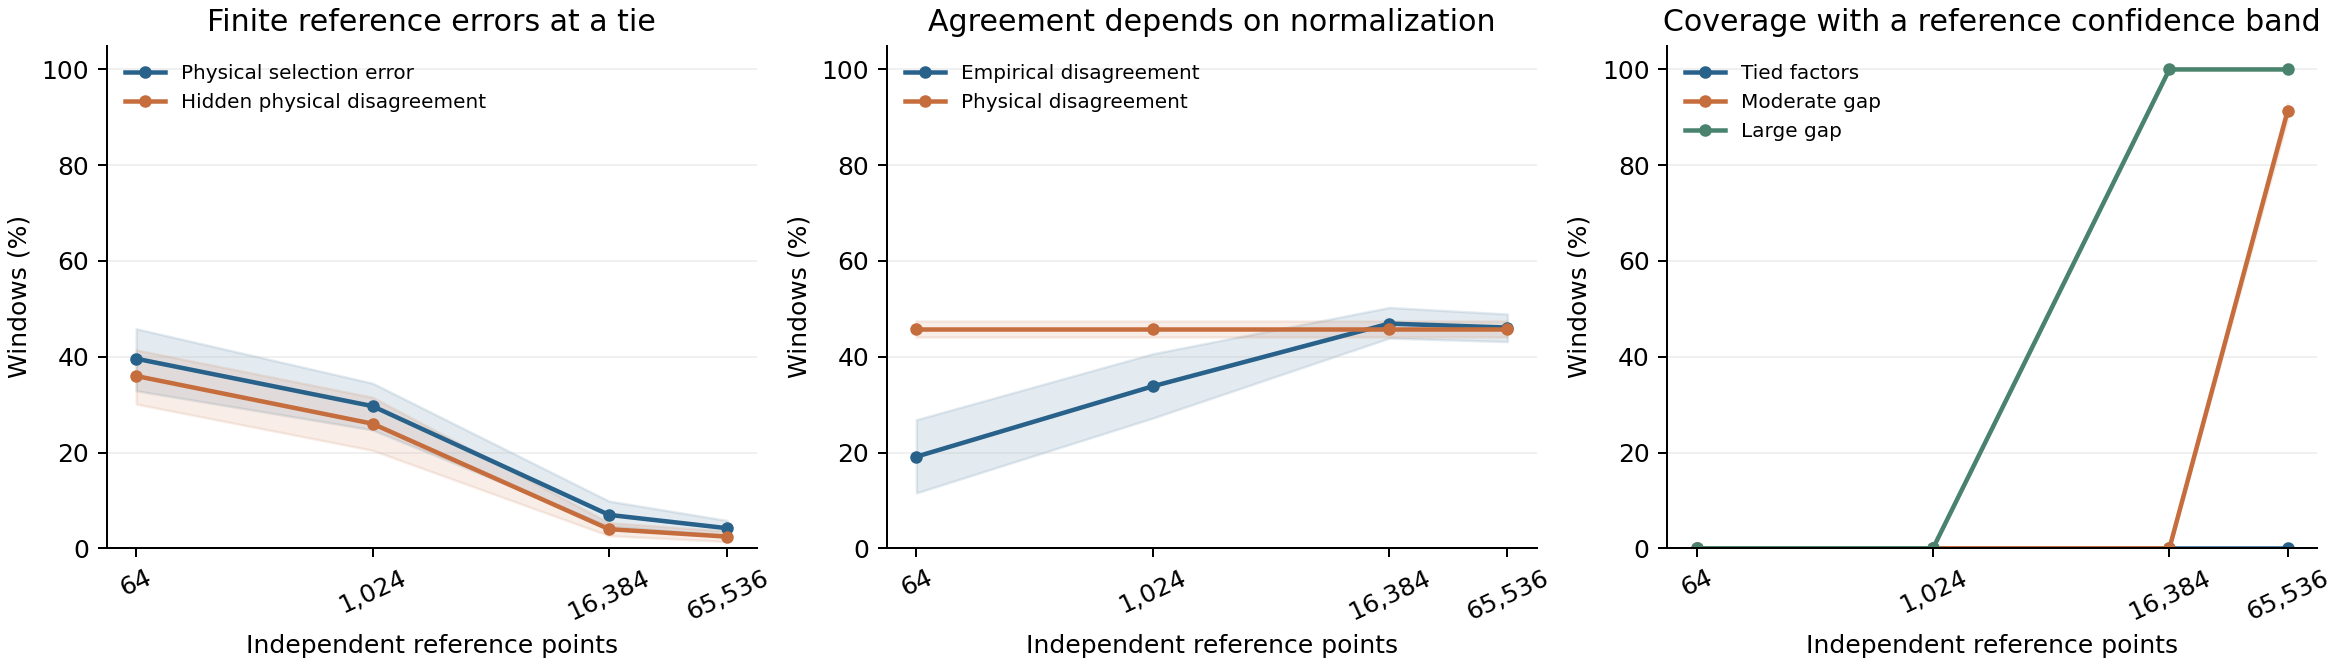 Finite reference errors at a tie
Physical selection error
Hidden physical disagreement
100
80
60
40
20
0
Windows (%)
64
1,024
16,384
65,536
Independent reference points
Agreement depends on normalization
Empirical disagreement
Physical disagreement
100
80
60
40
20
0
Windows (%)
64
1,024
16,384
65,536
Independent reference points
Coverage with a reference confidence band
Tied factors
Moderate gap
Large gap
100
80
60
40
20
0
Windows (%)
64
1,024
16,384
65,536
Independent reference points